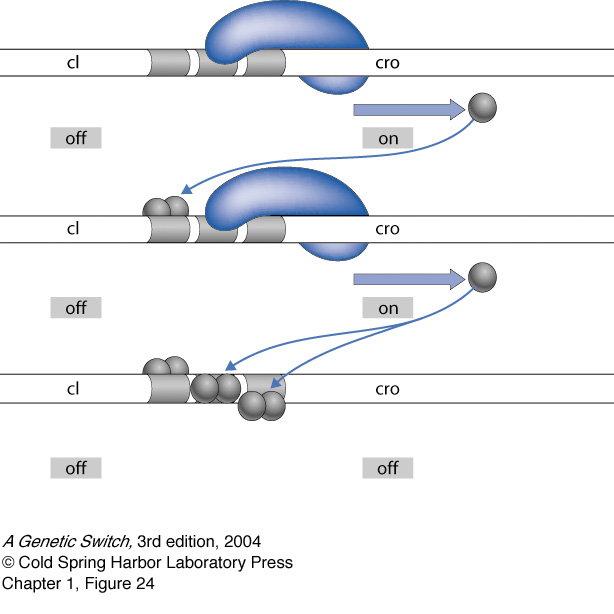 cI cro
off on
cI cro
off on
cI cro
off off
A Genetic Switch, 3rd edition, 2004
© Cold Spring Harbor Laboratory Press
Chapter 1, Figure 24